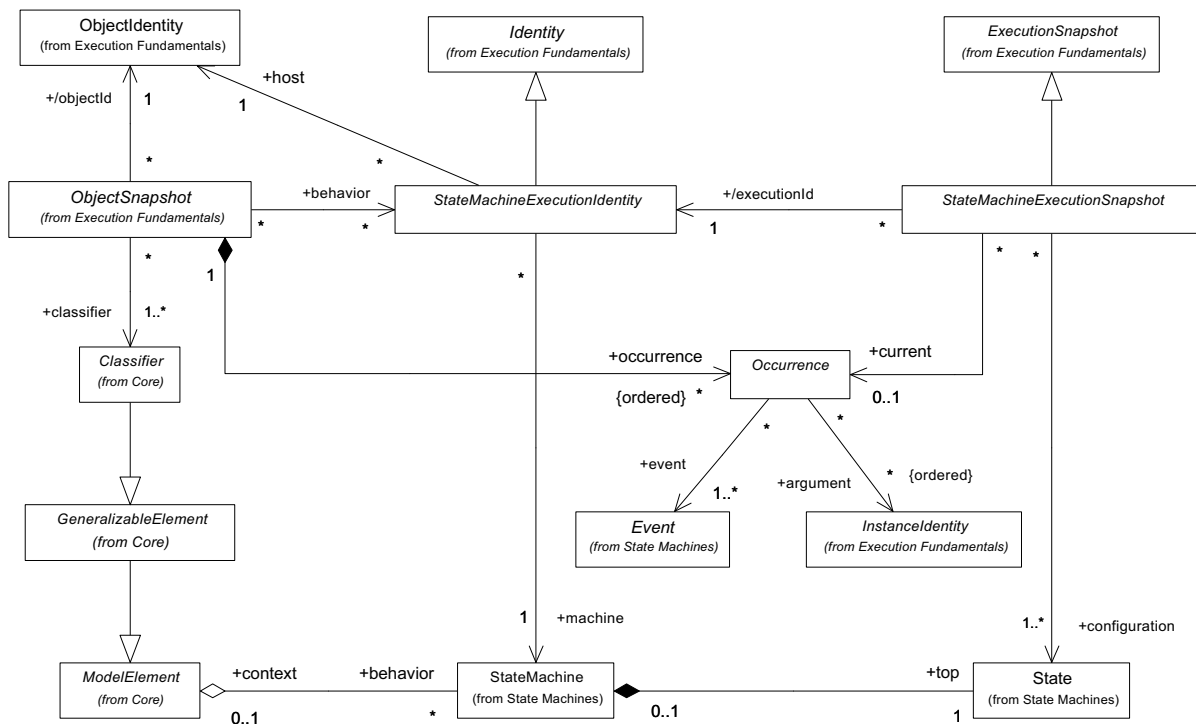 ObjectIdentity
(from Execution Fundamentals)
Identity
(from Execution Fundamentals)
ExecutionSnapshot
(from Execution Fundamentals)
+host
+/objectId
1
1
*
*
ObjectSnapshot
(from Execution Fundamentals)
+behavior
*
*
StateMachineExecutionIdentity
+/executionId
1
*
StateMachineExecutionSnapshot
*
1
*
*
*
+classifier
1..*
Classifier
(from Core)
+occurrence
{ordered}
*
Occurrence
+current
0..1
*
*
+event
1..*
+argument
*
{ordered}
GeneralizableElement
(from Core)
Event
(from State Machines)
InstanceIdentity
(from Execution Fundamentals)
1
+machine
1..*
+configuration
ModelElement
(from Core)
+context
0..1
+behavior
*
StateMachine
(from State Machines)
0..1
+top
1
State
(from State Machines)